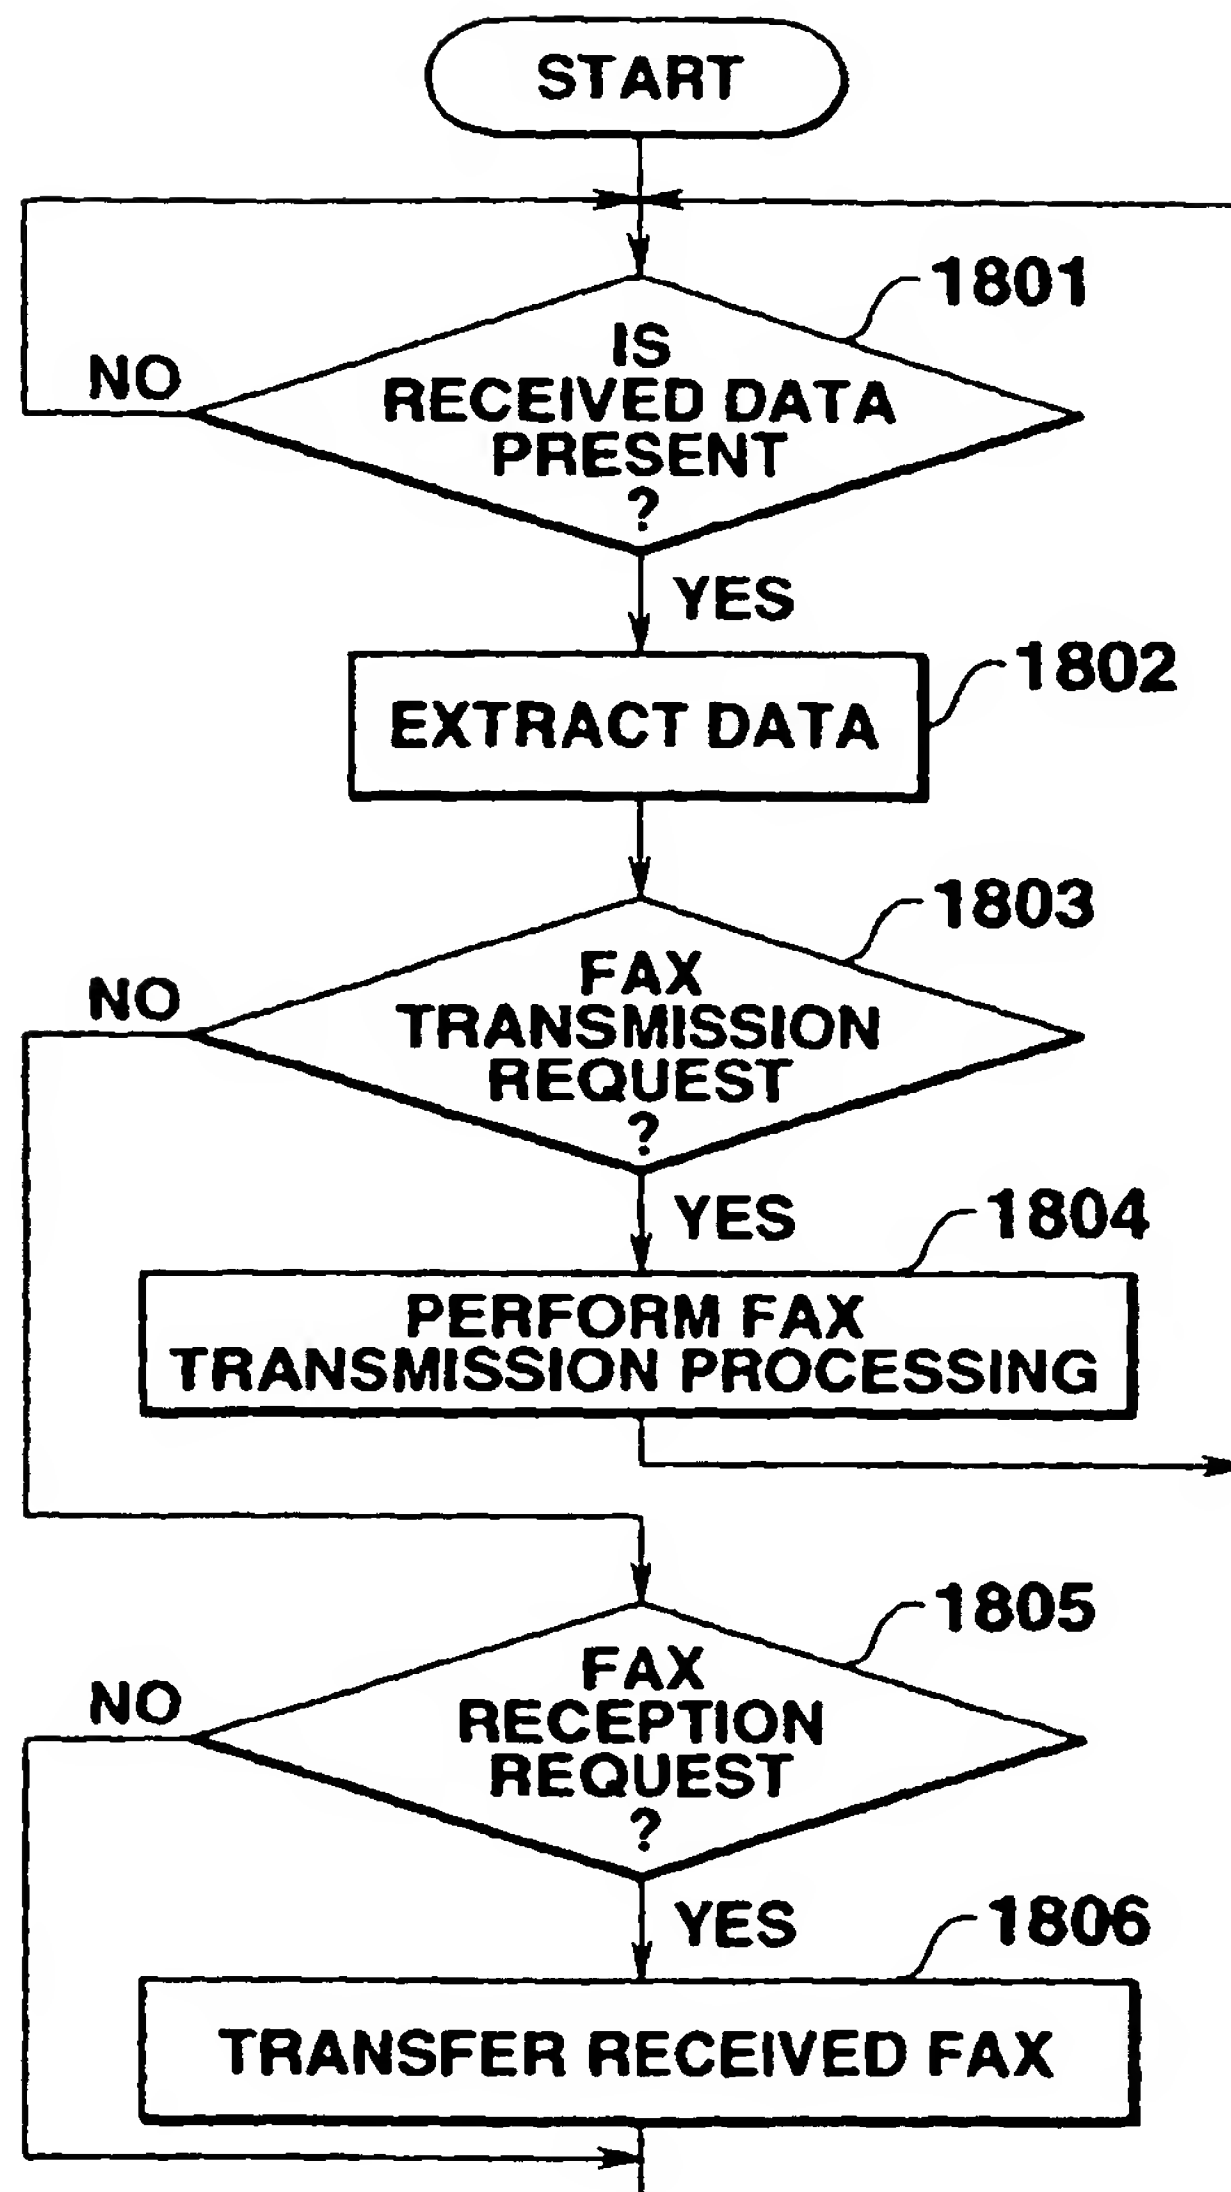 START
1801
IS
RECEIVED DATA
PRESENT
?
NO
YES
1802
EXTRACT DATA
1803
FAX
TRANSMISSION
REQUEST
?
NO
YES
1804
PERFORM FAX
TRANSMISSION PROCESSING
1805
FAX
RECEPTION
REQUEST
?
NO
YES
1806
TRANSFER RECEIVED FAX